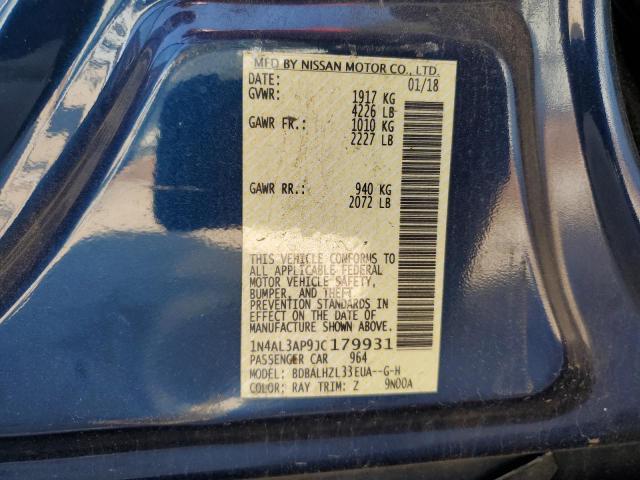 MFD BY NISSAN MOTOR CO., LTD.
DATE: 01/18
GVWR: 1917 KG
4226 LB
GAWR FR.: 1010 KG
2227 LB
GAWR RR.: 940 KG
2072 LB
THIS VEHICLE CONFORMS TO
ALL APPLICABLE FEDERAL
MOTOR VEHICLE SAFETY,
BUMPER, AND THEFT
PREVENTION STANDARDS IN
EFFECT ON THE DATE OF
MANUFACTURE SHOWN ABOVE.
1N4AL3AP9JC179931
PASSENGER CAR 964
MODEL: BDBALHZL33EUA--G-H
COLOR: RAY TRIM: Z 9N00A